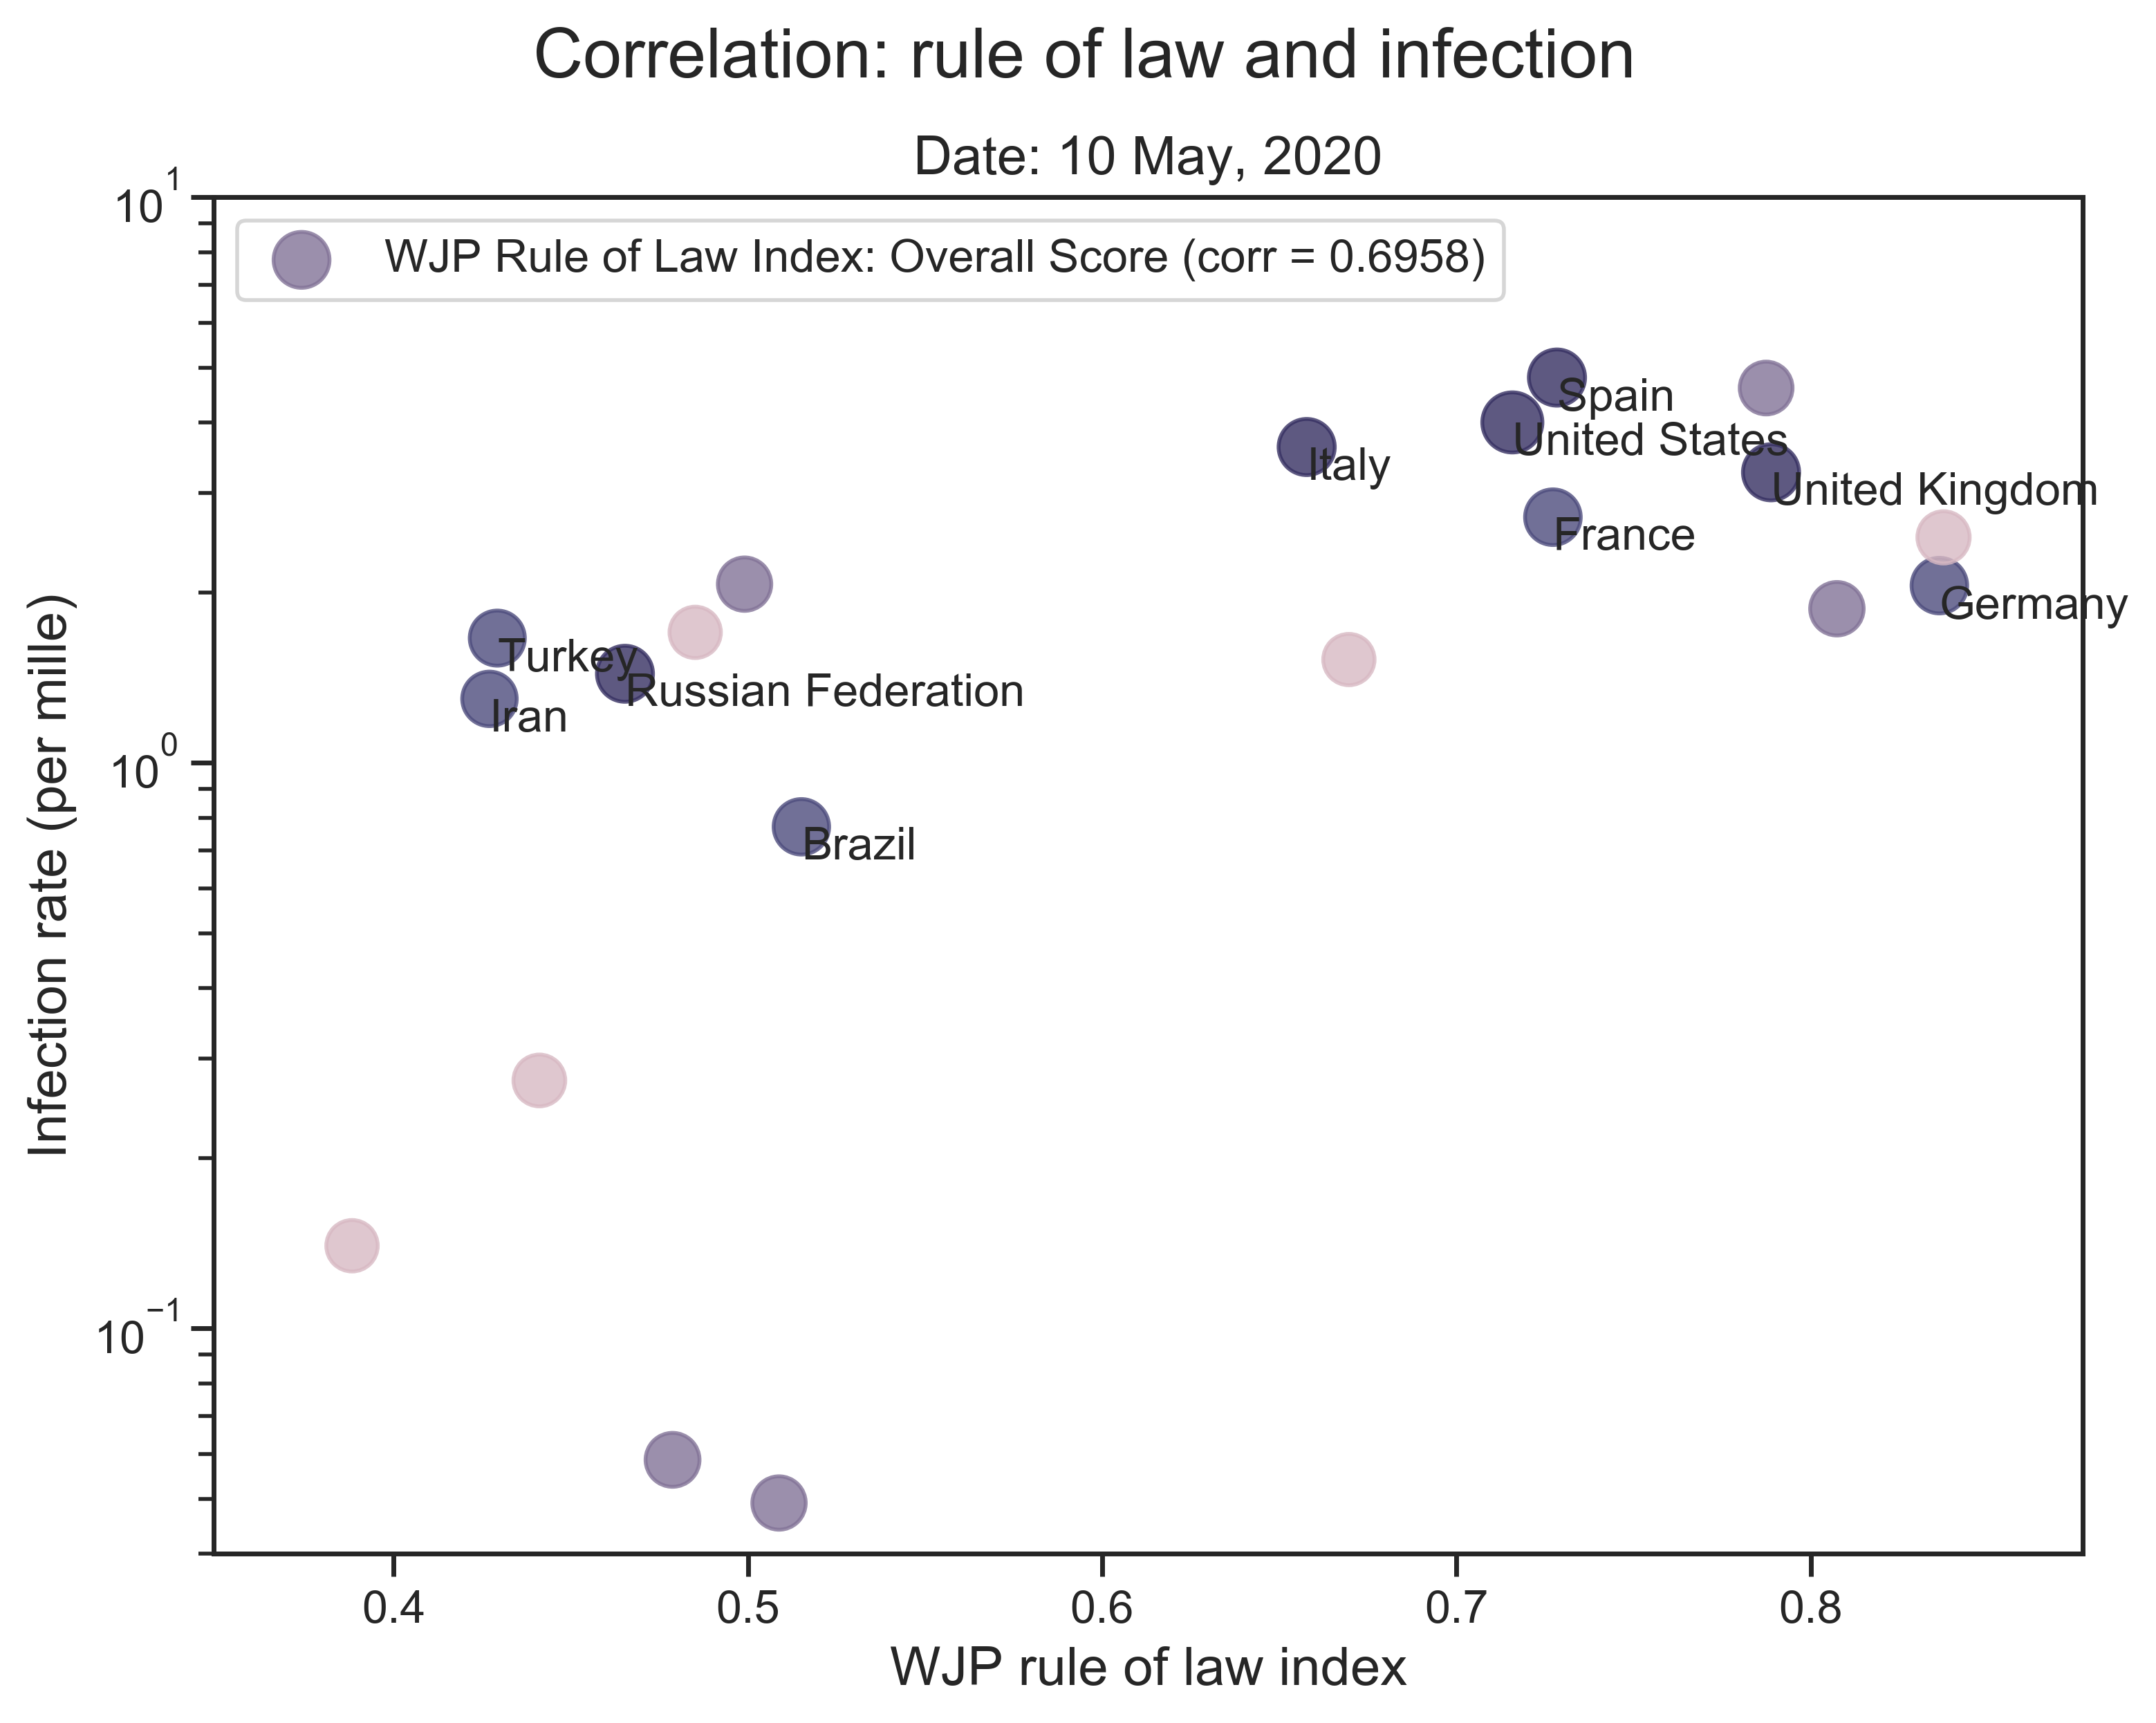 Correlation: rule of law and infection
Date: 10 May, 2020
10^1
WJP Rule of Law Index: Overall Score (corr = 0.6958)
Spain
United States
Italy
United Kingdom
France
Germany
Turkey
Russian Federation
Iran
10^0
Brazil
10^−1
Infection rate (per mille)
0.4 0.5 0.6 0.7 0.8
WJP rule of law index